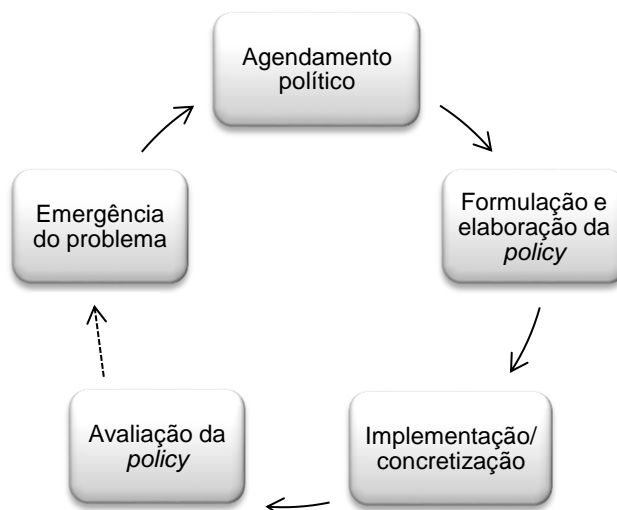 Agendamento
político
Formulação e
elaboração da
policy
Implementação/
concretização
Avaliação da
policy
Emergência
do problema